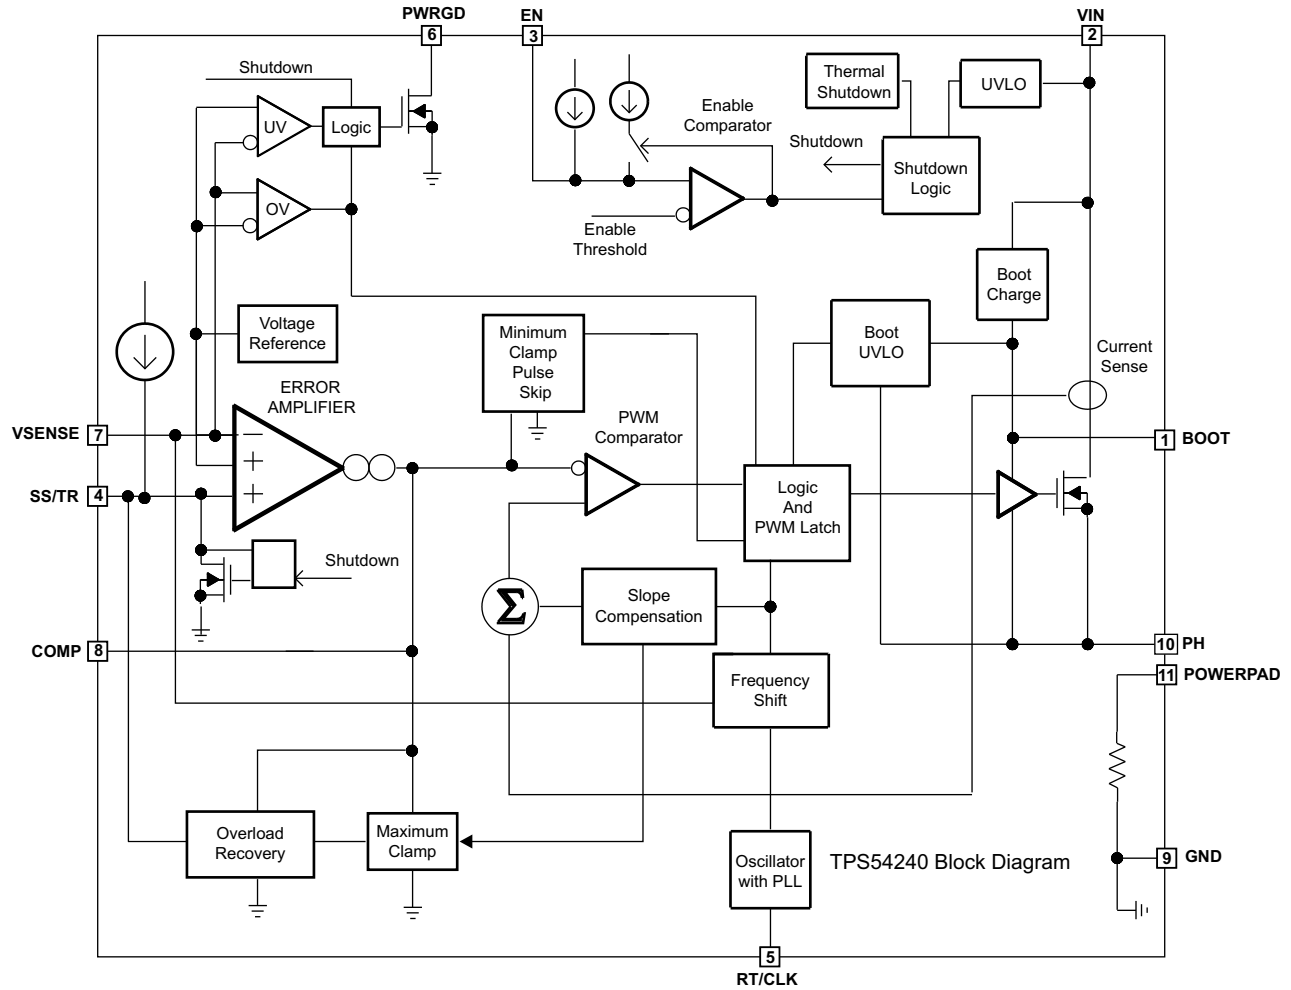 PWRGD
6
EN
3
VIN
2
Shutdown
UV
Logic
OV
Enable
Comparator
Thermal
Shutdown
UVLO
Shutdown
Shutdown
Logic
Enable
Threshold
Boot
Charge
Voltage
Reference
Minimum
Clamp
Pulse
Skip
Boot
UVLO
Current
Sense
ERROR
AMPLIFIER
PWM
Comparator
VSENSE
7
−
+
+
1
BOOT
SS/TR
4
Logic
And
PWM Latch
Shutdown
Σ
Slope
Compensation
COMP
8
10
PH
11
POWERPAD
Frequency
Shift
Overload
Recovery
Maximum
Clamp
Oscillator
with PLL
TPS54240 Block Diagram
9
GND
5
RT/CLK